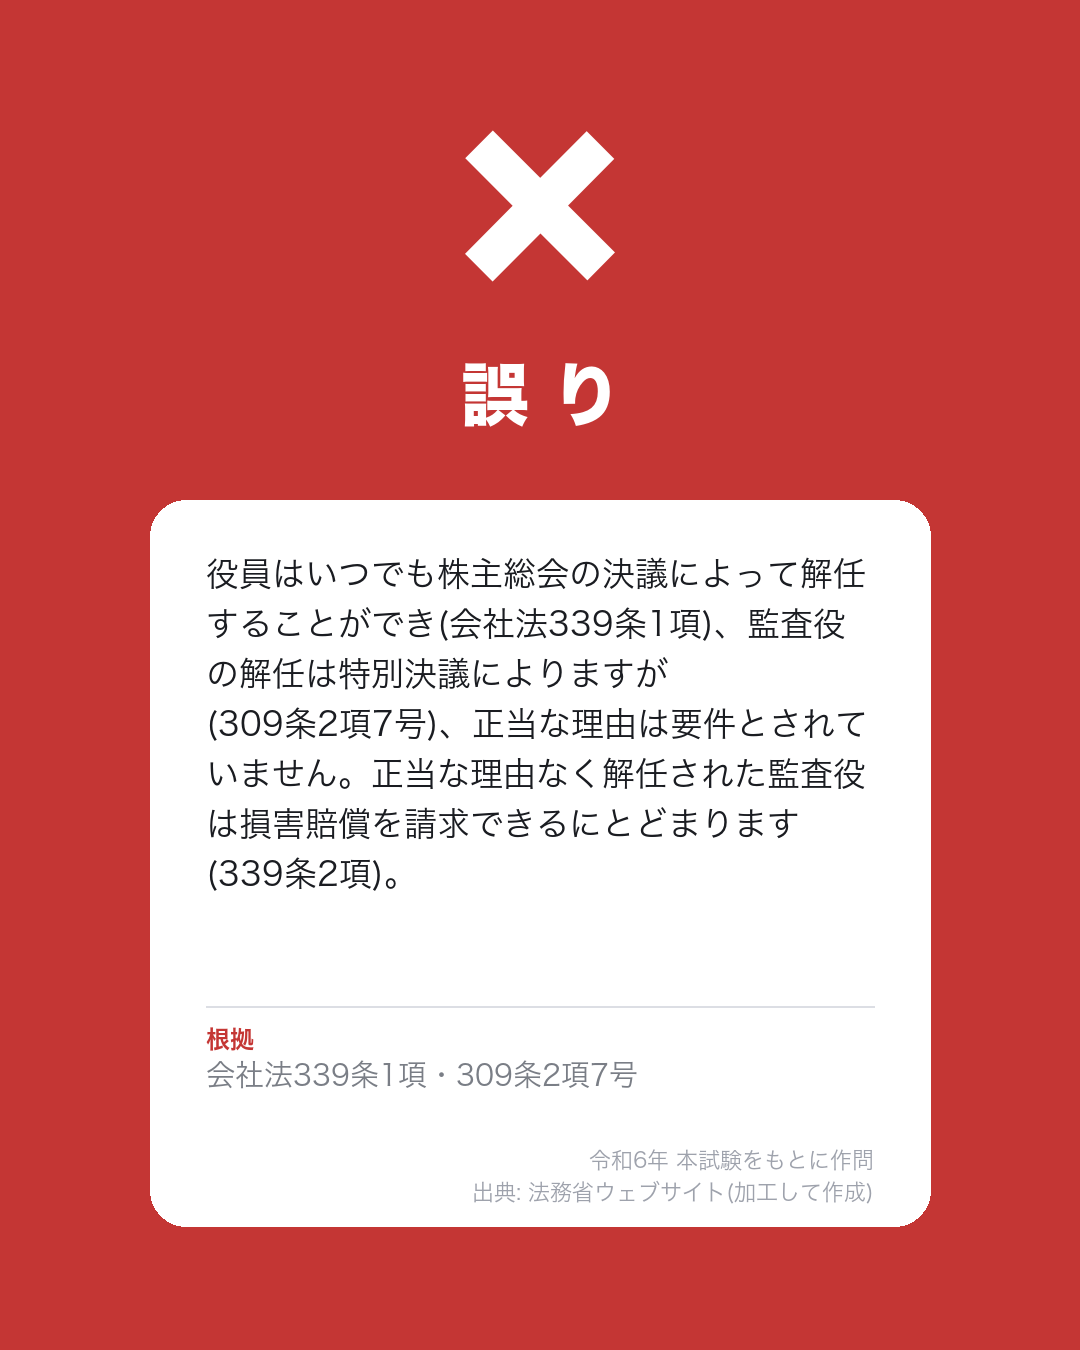 誤り
役員はいつでも株主総会の決議によって解任
することができ(会社法339条1項)、監査役
の解任は特別決議によりますが
(309条2項7号)、正当な理由は要件とされて
いません。正当な理由なく解任された監査役
は損害賠償を請求できるにとどまります
(339条2項)。
根拠
会社法339条1項・309条2項7号
令和6年 本試験をもとに作問
出典: 法務省ウェブサイト(加工して作成)